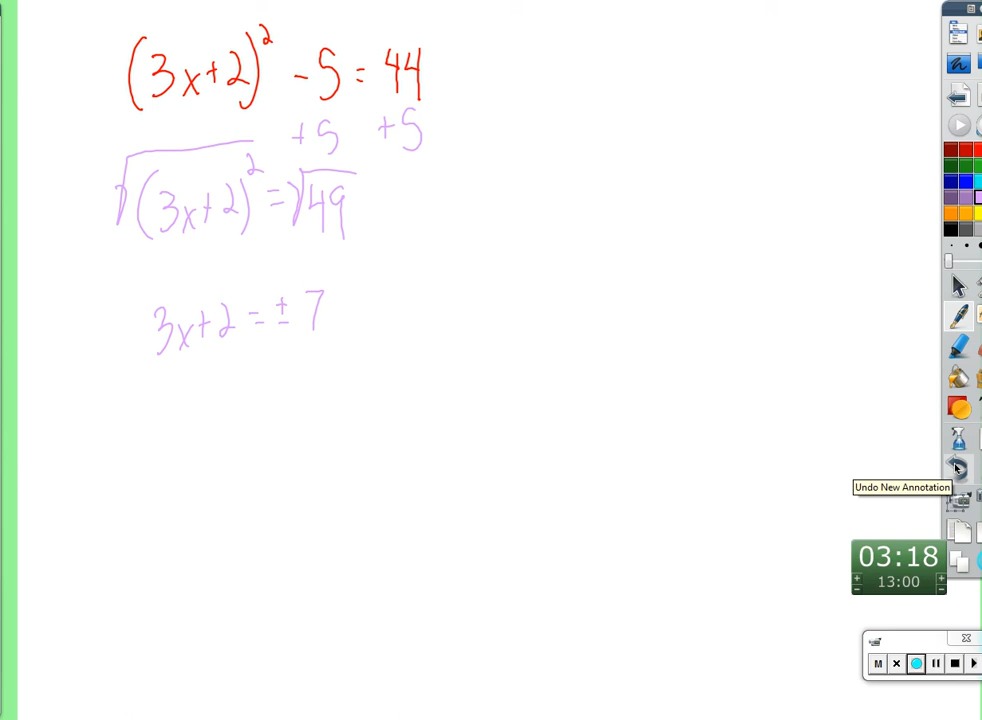 (3x+2)² - 5 = 44
+5 +5
√(3x+2)² = √49
3x+2 = ± 7
Undo New Annotation
03:18
13:00
M